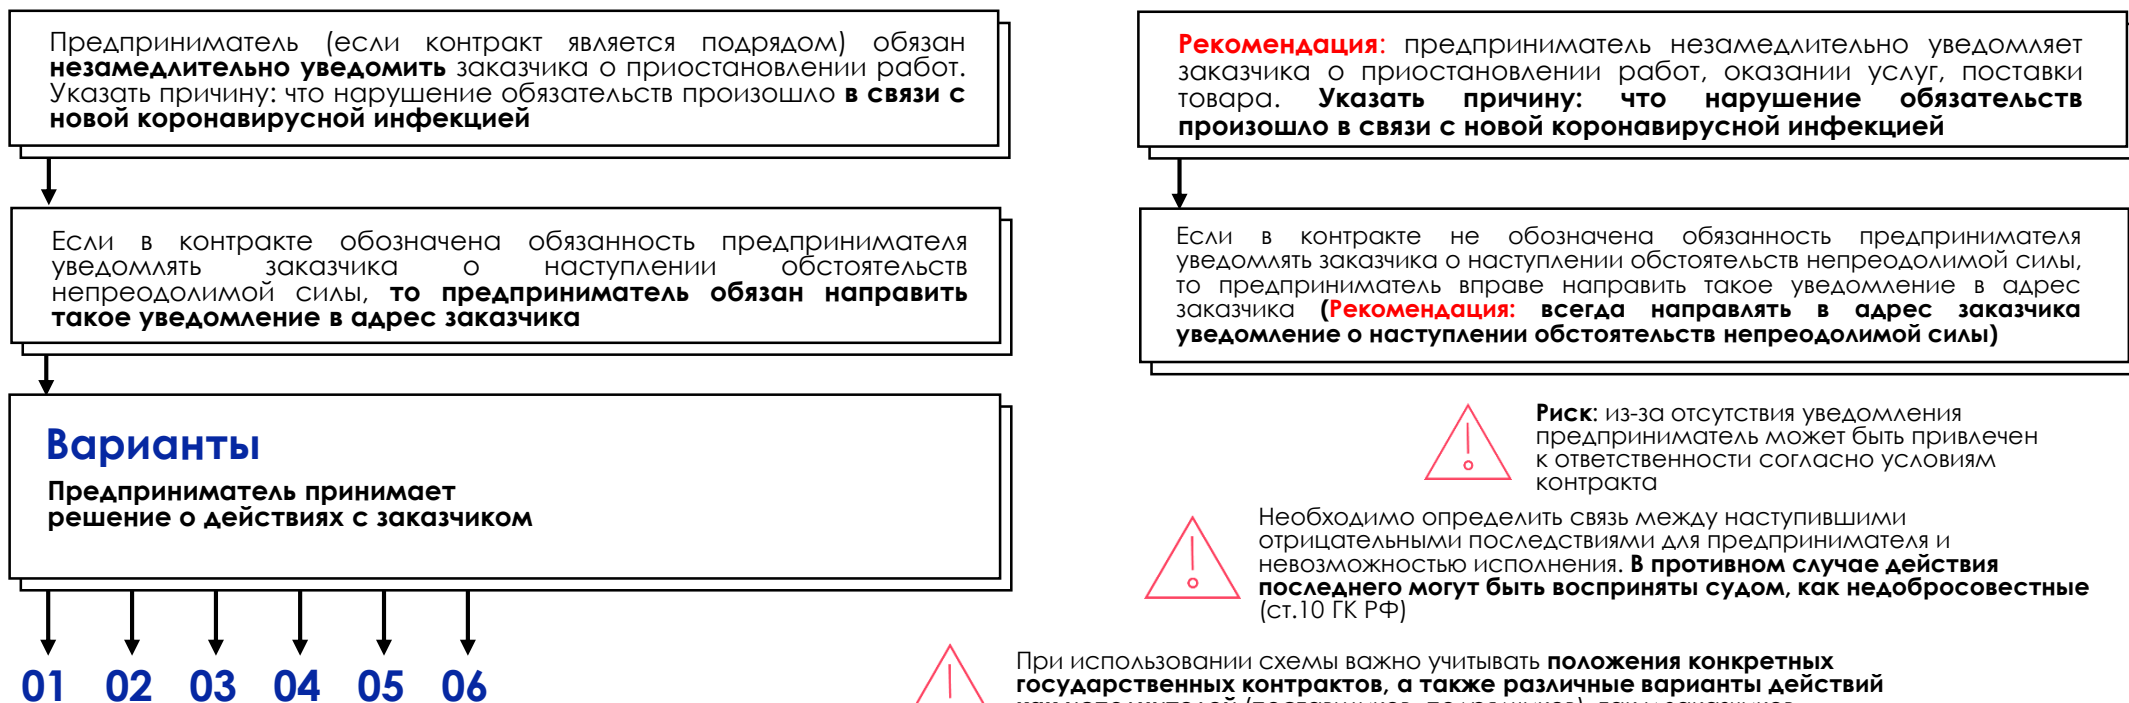 Предприниматель (если контракт является подрядом) обязан
незамедлительно уведомить заказчика о приостановлении работ.
Указать причину: что нарушение обязательств произошло в связи с
новой коронавирусной инфекцией
Если в контракте обозначена обязанность предпринимателя
уведомлять заказчика о наступлении обстоятельств
непреодолимой силы, то предприниматель обязан направить
такое уведомление в адрес заказчика
Варианты
Предприниматель принимает
решение о действиях с заказчиком
01 02 03 04 05 06
Рекомендация: предприниматель незамедлительно уведомляет
заказчика о приостановлении работ, оказании услуг, поставки
товара. Указать причину: что нарушение обязательств
произошло в связи с новой коронавирусной инфекцией
Если в контракте не обозначена обязанность предпринимателя
уведомлять заказчика о наступлении обстоятельств непреодолимой силы,
то предприниматель вправе направить такое уведомление в адрес
заказчика (Рекомендация: всегда направлять в адрес заказчика
уведомление о наступлении обстоятельств непреодолимой силы)
Риск: из-за отсутствия уведомления
предприниматель может быть привлечен
к ответственности согласно условиям
контракта
Необходимо определить связь между наступившими
отрицательными последствиями для предпринимателя и
невозможностью исполнения. В противном случае действия
последнего могут быть восприняты судом, как недобросовестные
(ст.10 ГК РФ)
При использовании схемы важно учитывать положения конкретных
государственных контрактов, а также различные варианты действий